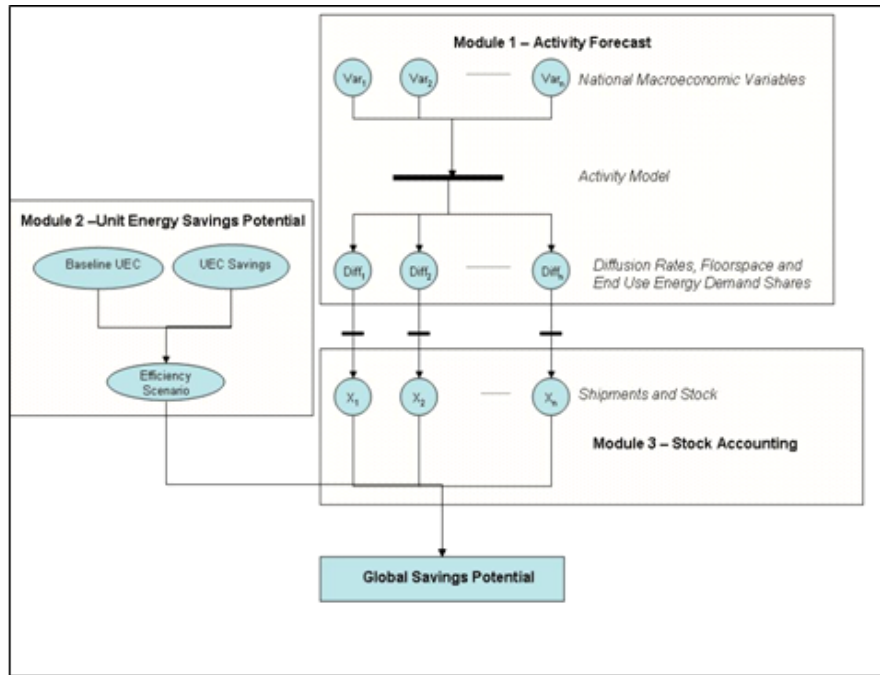 Module 1 – Activity Forecast
Var1 Var2 Varn National Macroeconomic Variables
Activity Model
Module 2 –Unit Energy Savings Potential
Baseline UEC UEC Savings
Diff1 Diff2 Diffn Diffusion Rates, Floorspace and
End Use Energy Demand Shares
Efficiency
Scenario
X1 X2 Xn Shipments and Stock
Module 3 – Stock Accounting
Global Savings Potential